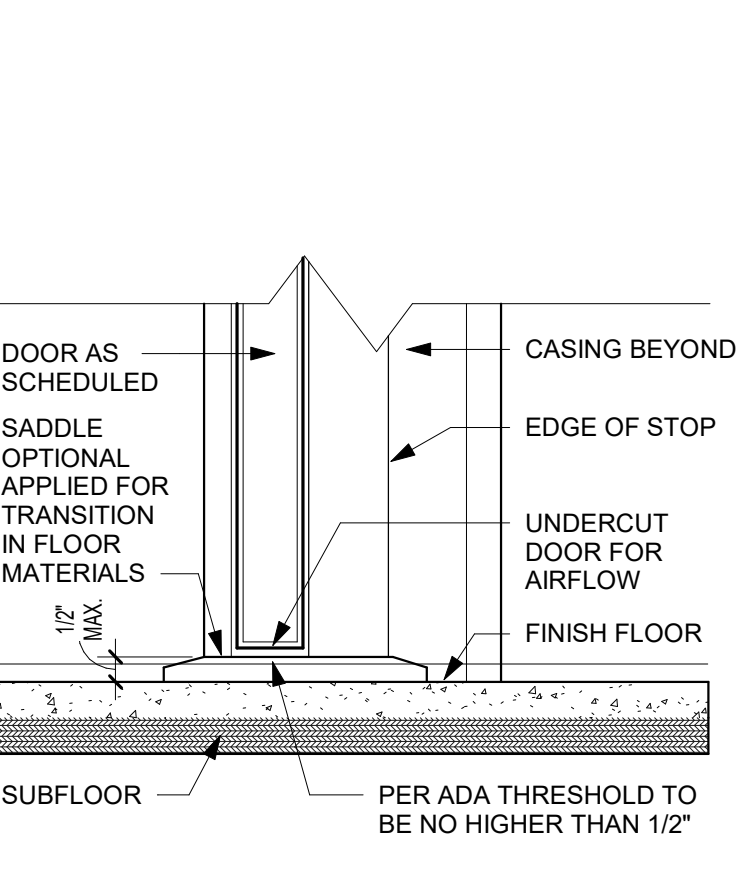 DOOR AS
SCHEDULED
SADDLE
OPTIONAL
APPLIED FOR
TRANSITION
IN FLOOR
MATERIALS
1/2"
MAX.
SUBFLOOR
CASING BEYOND
EDGE OF STOP
UNDERCUT
DOOR FOR
AIRFLOW
FINISH FLOOR
PER ADA THRESHOLD TO
BE NO HIGHER THAN 1/2"